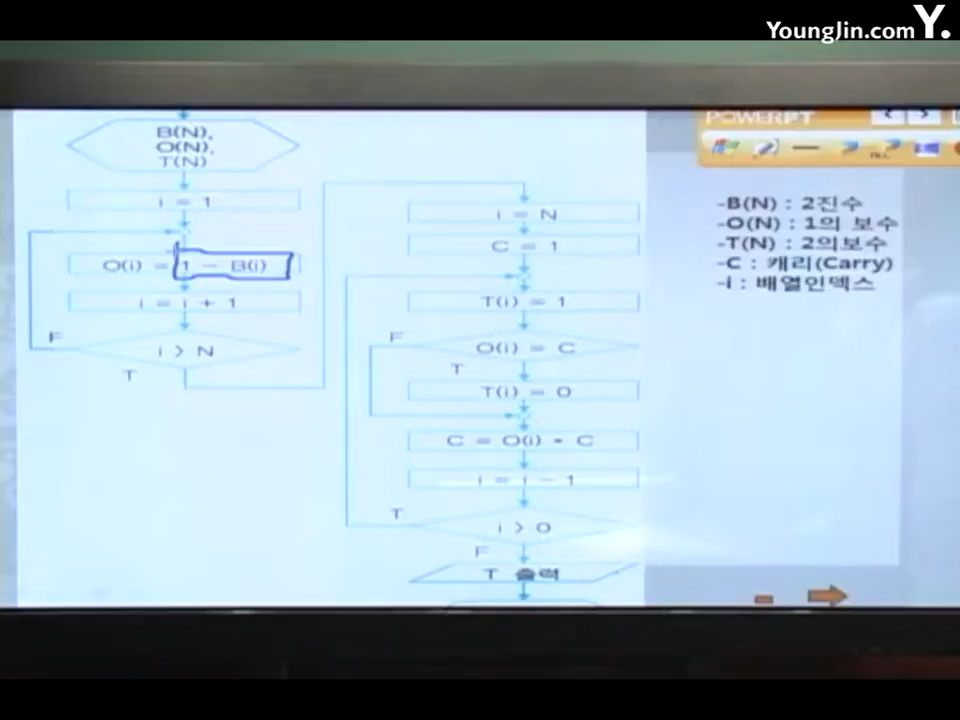 YoungJin.com Y.
POWERPT
B(N),
O(N),
T(N)
i = 1
O(i) = 1 - B(i)
i = i + 1
F
i > N
T
i = N
C = 1
T(i) = 1
F
O(i) = C
T
T(i) = 0
C = O(i) * C
i = i - 1
T
i > 0
F
T 출력
-B(N) : 2진수
-O(N) : 1의 보수
-T(N) : 2의보수
-C : 캐리(Carry)
-i : 배열인덱스